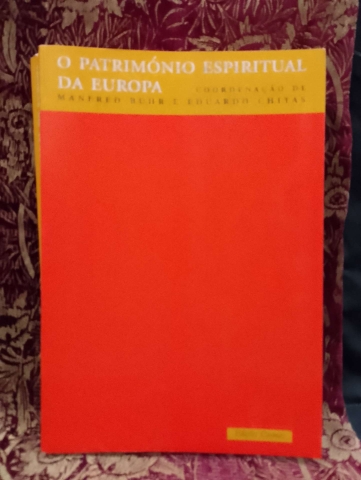 O PATRIMÓNIO ESPIRITUAL
DA EUROPA COORDENAÇÃO DE
MANFRED BUHR E EDUARDO CHITAS